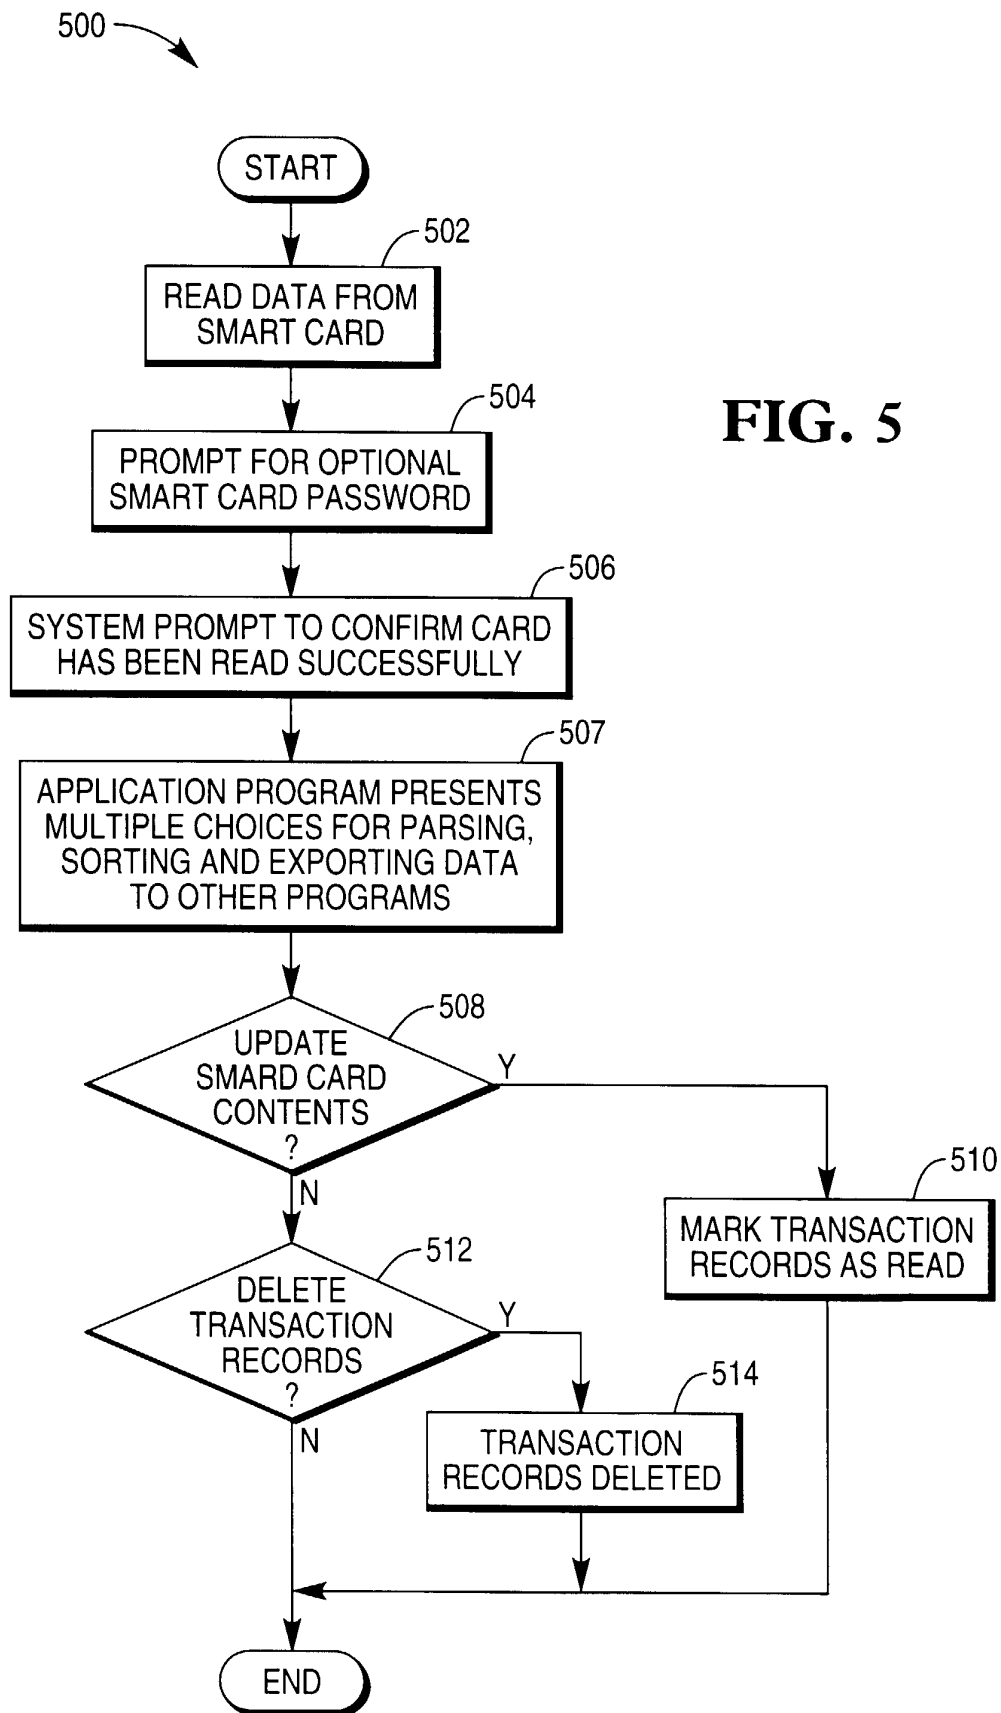 500
START
502
READ DATA FROM
SMART CARD
504
PROMPT FOR OPTIONAL
SMART CARD PASSWORD
FIG. 5
506
SYSTEM PROMPT TO CONFIRM CARD
HAS BEEN READ SUCCESSFULLY
507
APPLICATION PROGRAM PRESENTS
MULTIPLE CHOICES FOR PARSING,
SORTING AND EXPORTING DATA
TO OTHER PROGRAMS
508
UPDATE
SMARD CARD
CONTENTS
?
Y
N
510
MARK TRANSACTION
RECORDS AS READ
512
DELETE
TRANSACTION
RECORDS
?
Y
N
514
TRANSACTION
RECORDS DELETED
END